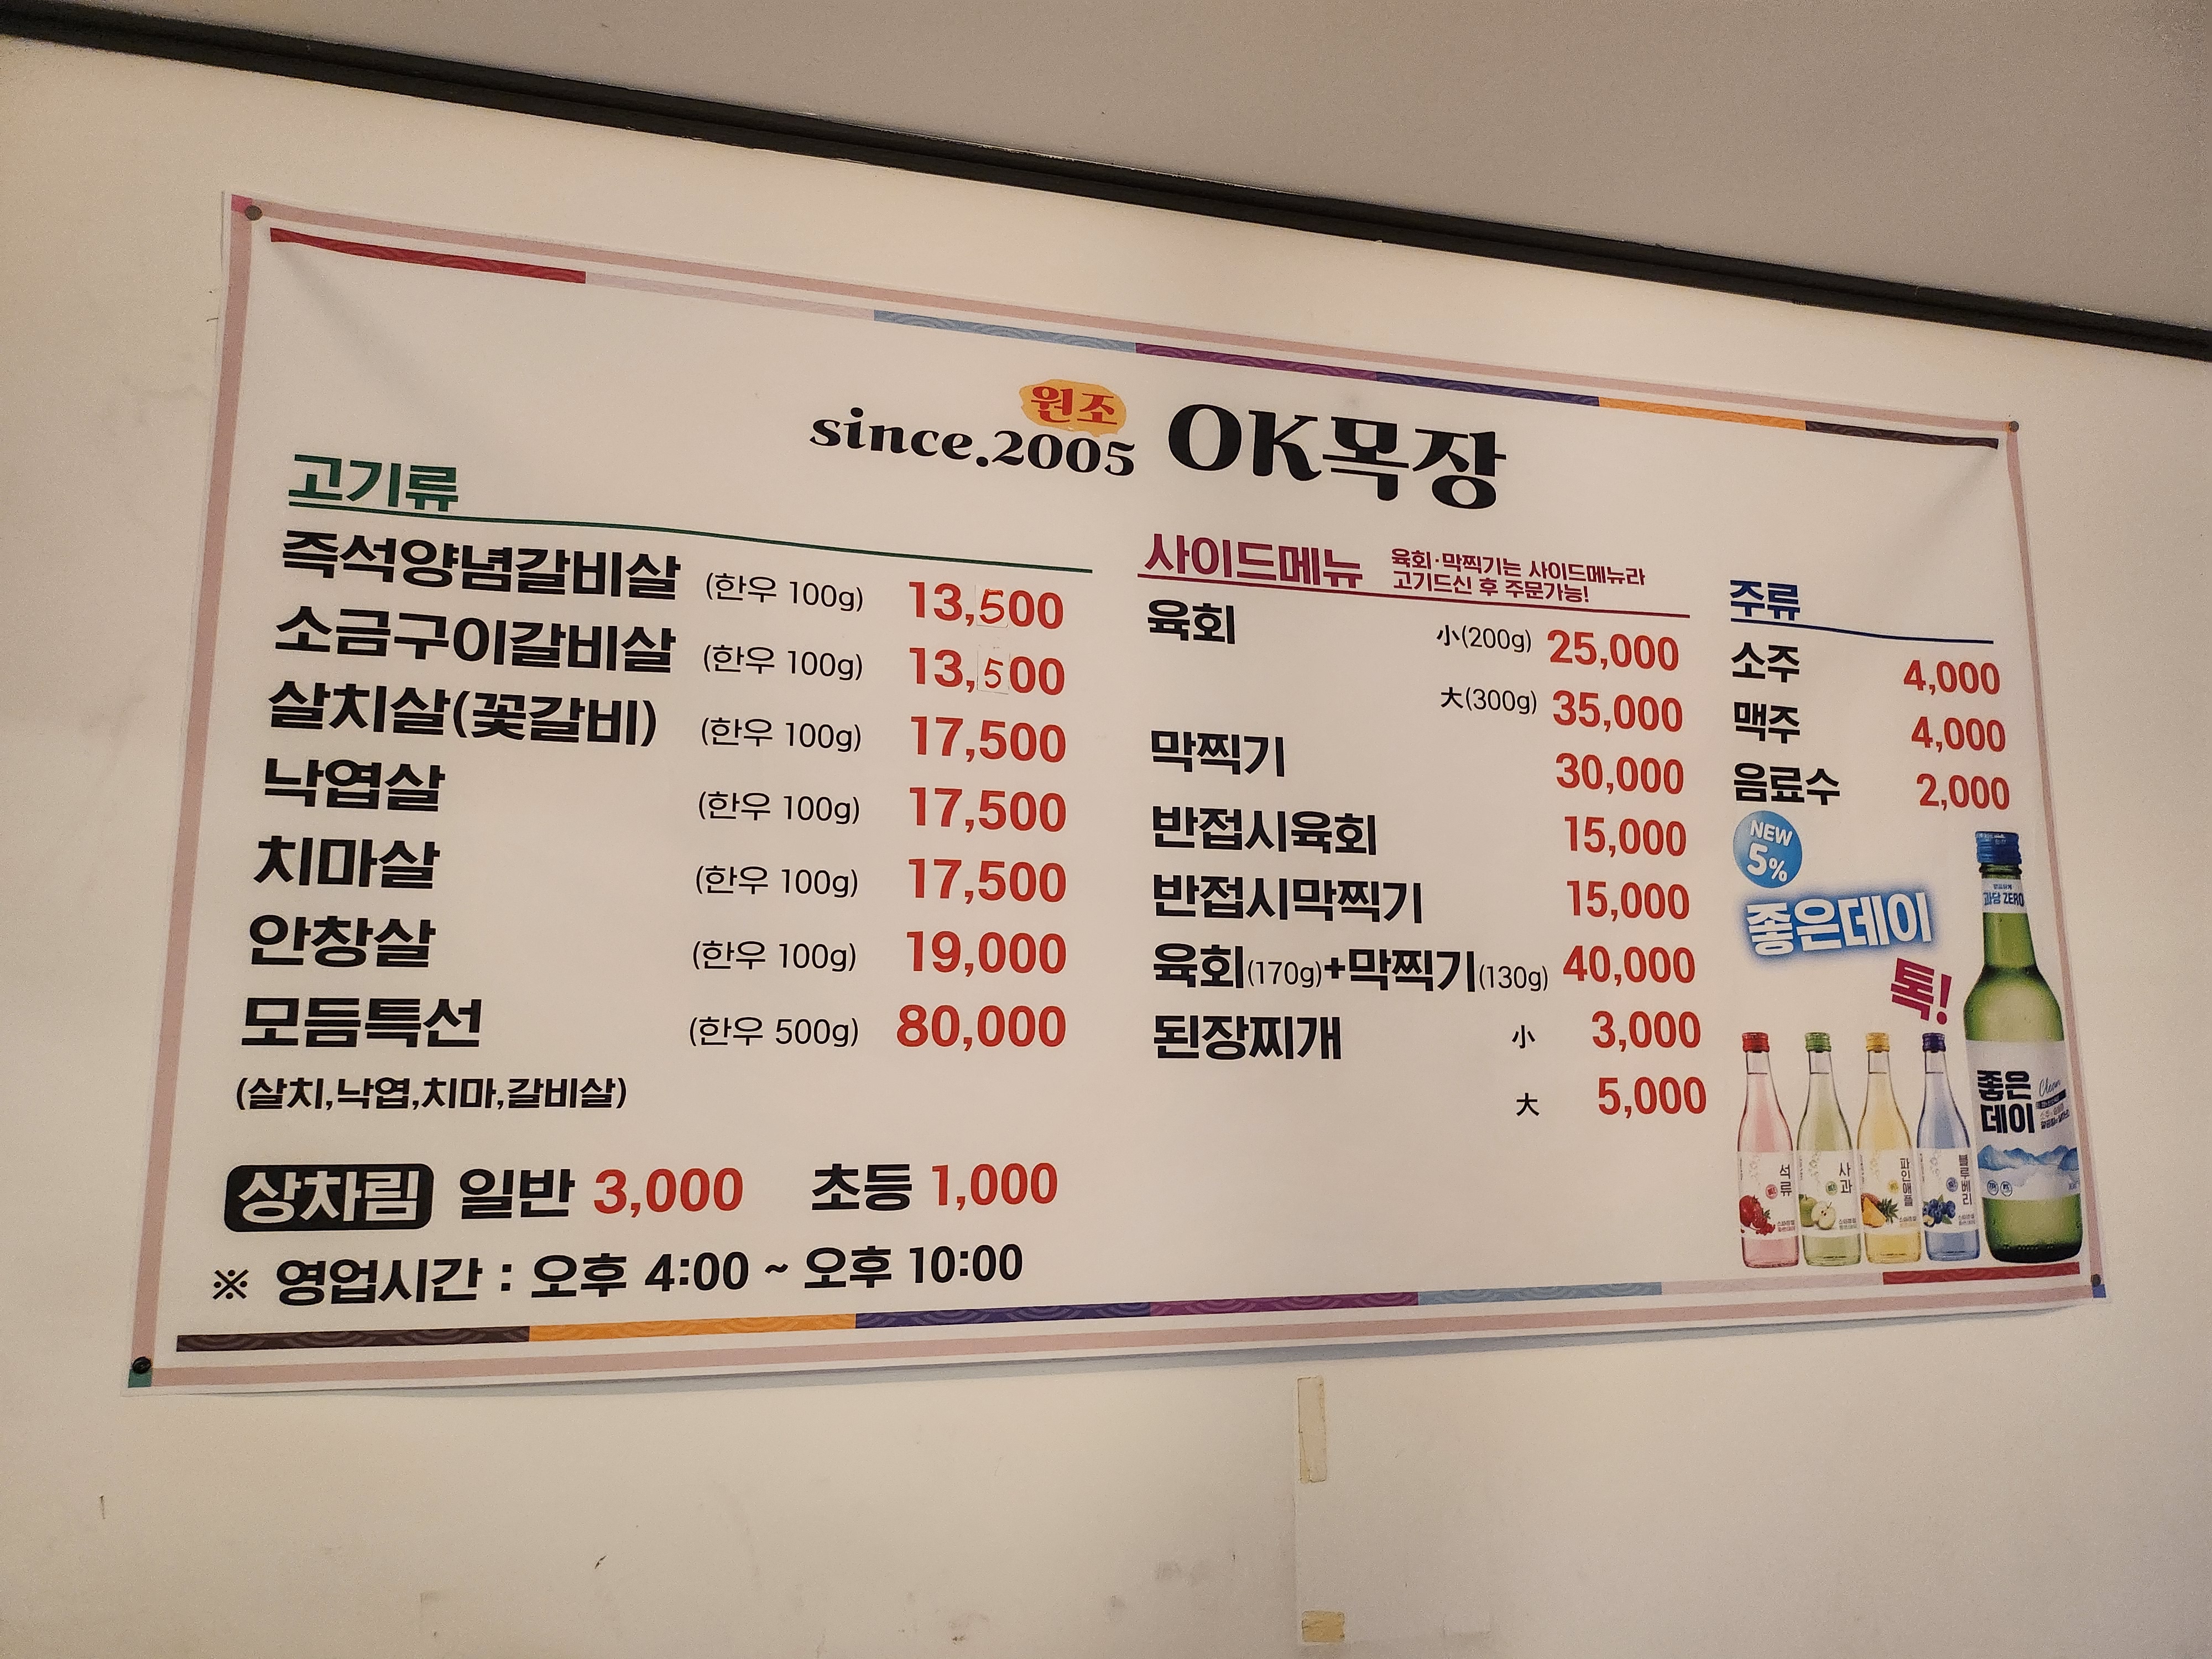 원조
since.2005 OK목장
고기류
즉석양념갈비살 (한우 100g) 13,500
소금구이갈비살 (한우 100g) 13,500
살치살(꽃갈비) (한우 100g) 17,500
낙엽살 (한우 100g) 17,500
치마살 (한우 100g) 17,500
안창살 (한우 100g) 19,000
모듬특선 (한우 500g) 80,000
(살치,낙엽,치마,갈비살)
상차림 일반 3,000 초등 1,000
※ 영업시간 : 오후 4:00 ~ 오후 10:00
사이드메뉴 육회·막찍기는 사이드메뉴라
고기드신 후 주문가능!
육회 小(200g) 25,000
大(300g) 35,000
막찍기 30,000
반접시육회 15,000
반접시막찍기 15,000
육회(170g)+막찍기(130g) 40,000
된장찌개 小 3,000
大 5,000
주류
소주 4,000
맥주 4,000
음료수 2,000
NEW
5%
좋은데이
톡!
석류
사과
파인애플
블루베리
과당 ZERO
좋은
데이
Clean